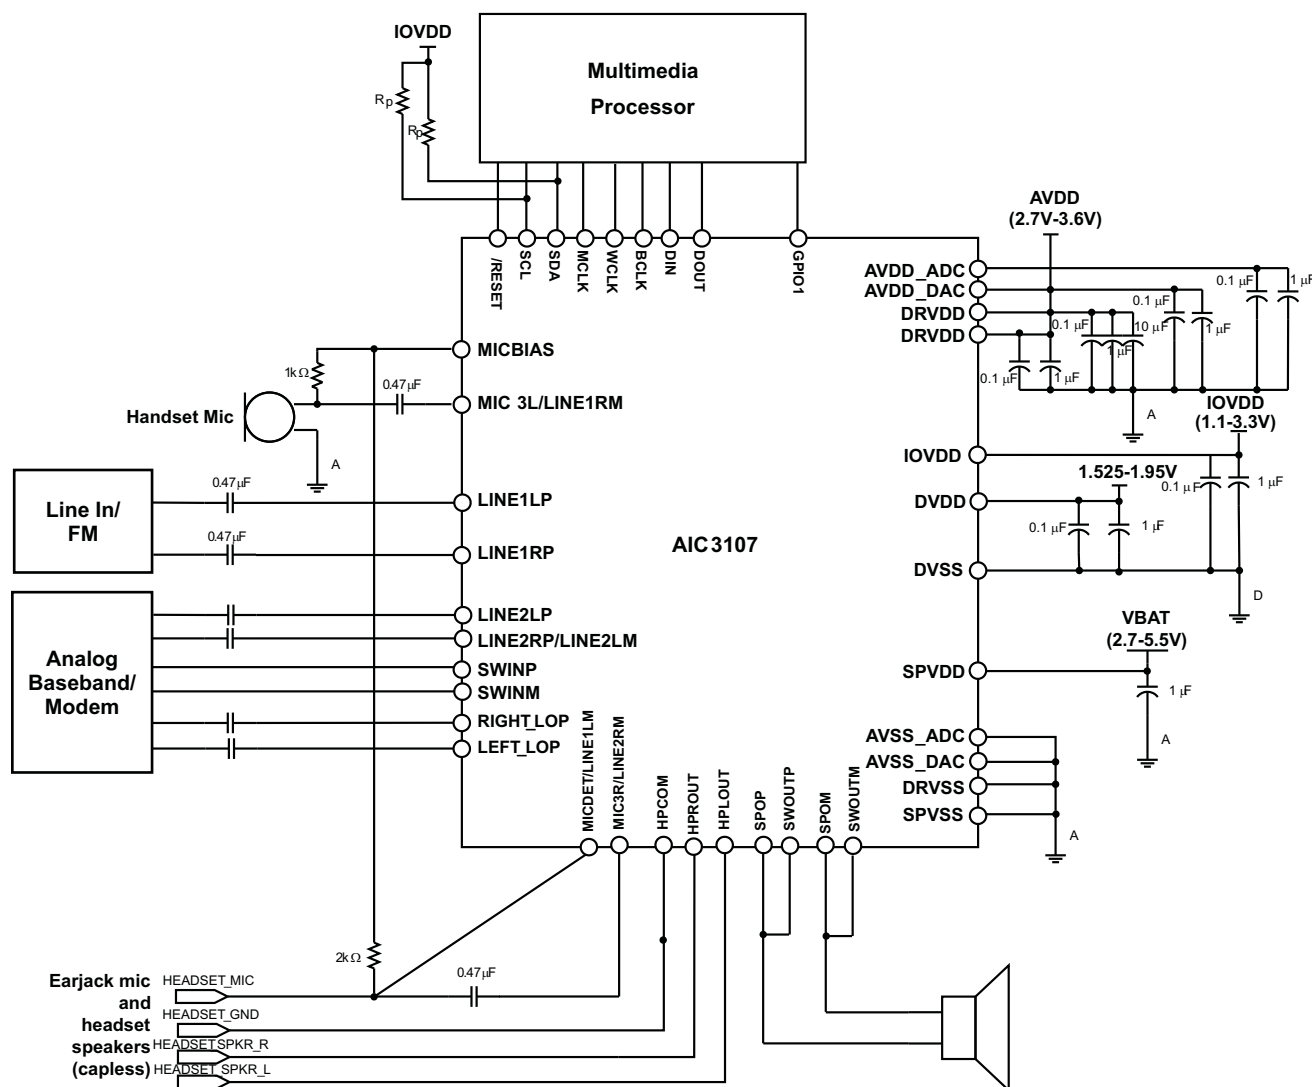 IOVDD
Multimedia
Processor
Rp
Rp
/RESET
SCL
SDA
MCLK
WCLK
BCLK
DIN
DOUT
GPIO1
AVDD
(2.7V-3.6V)
AVDD_ADC
AVDD_DAC
DRVDD
DRVDD
0.1 μF
1 μF
0.1 μF
1 μF
0.1 μF
10 μF
1 μF
0.1 μF
1 μF
A
MICBIAS
1kΩ
0.47μF
MIC 3L/LINE1RM
Handset Mic
A
IOVDD
(1.1-3.3V)
IOVDD
1.525-1.95V
0.1 μF
1 μF
DVDD
0.1 μF
1 μF
DVSS
D
Line In/
FM
0.47μF
LINE1LP
0.47μF
LINE1RP
AIC3107
Analog
Baseband/
Modem
LINE2LP
LINE2RP/LINE2LM
SWINP
SWINM
RIGHT_LOP
LEFT_LOP
VBAT
(2.7-5.5V)
SPVDD
1 μF
A
AVSS_ADC
AVSS_DAC
DRVSS
SPVSS
A
MICDET/LINE1LM
MIC3R/LINE2RM
HPCOM
HPROUT
HPLOUT
SPOP
SWOUTP
SPOM
SWOUTM
2kΩ
0.47μF
Earjack mic
and
headset
speakers
(capless)
HEADSET_MIC
HEADSET_GND
HEADSETSPKR_R
HEADSET_SPKR_L